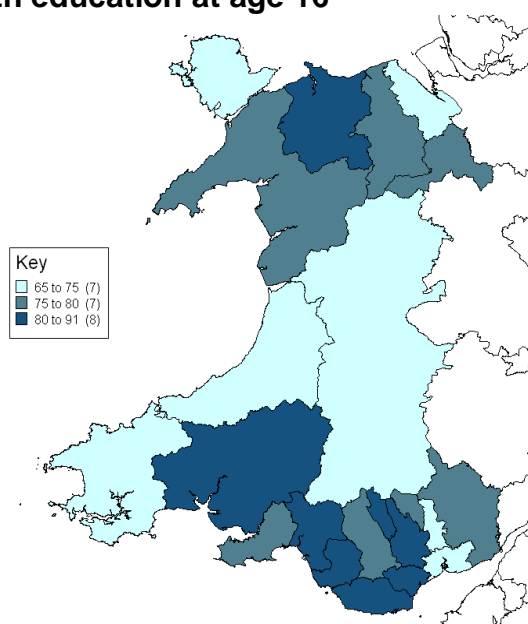 education at age 16
Key
65 to 75 (7)
75 to 80 (7)
80 to 91 (8)